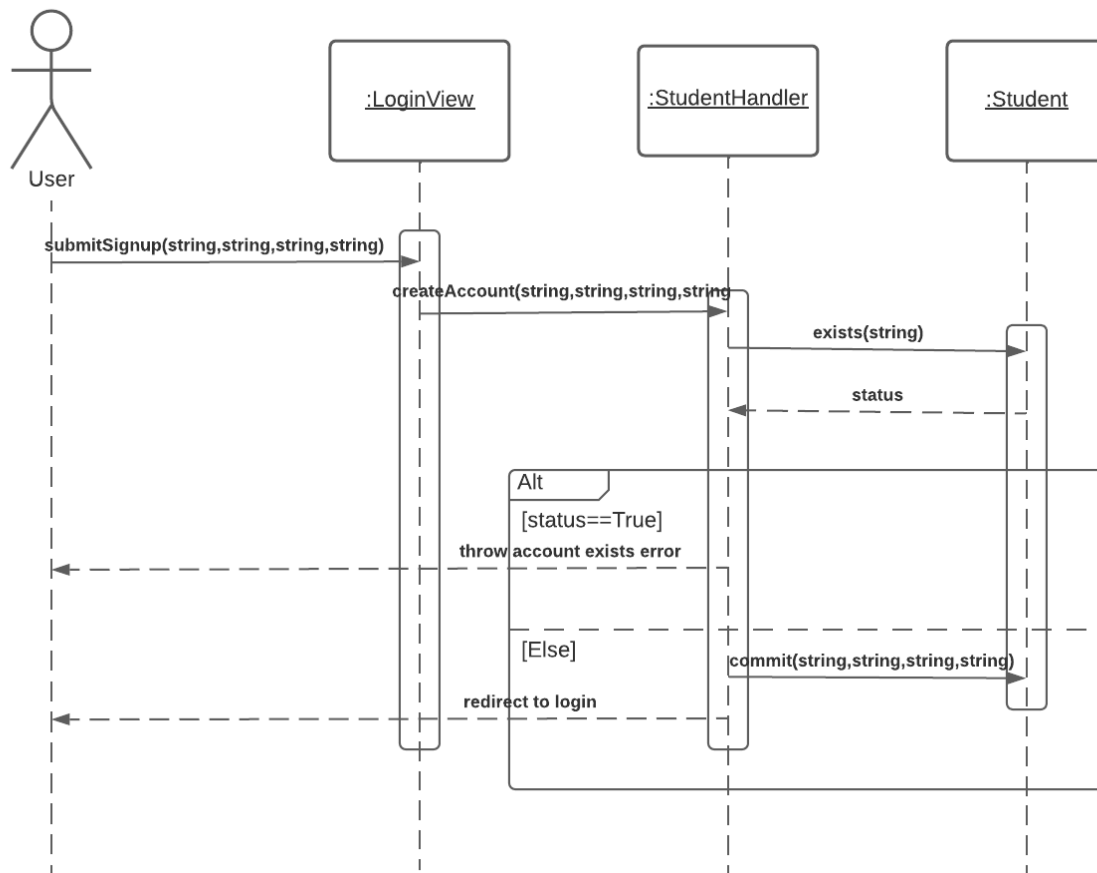 :LoginView
:StudentHandler
:Student
User
submitSignup(string,string,string,string)
createAccount(string,string,string,string
exists(string)
status
Alt
[status==True]
throw account exists error
[Else]
commit(string,string,string,string)
redirect to login